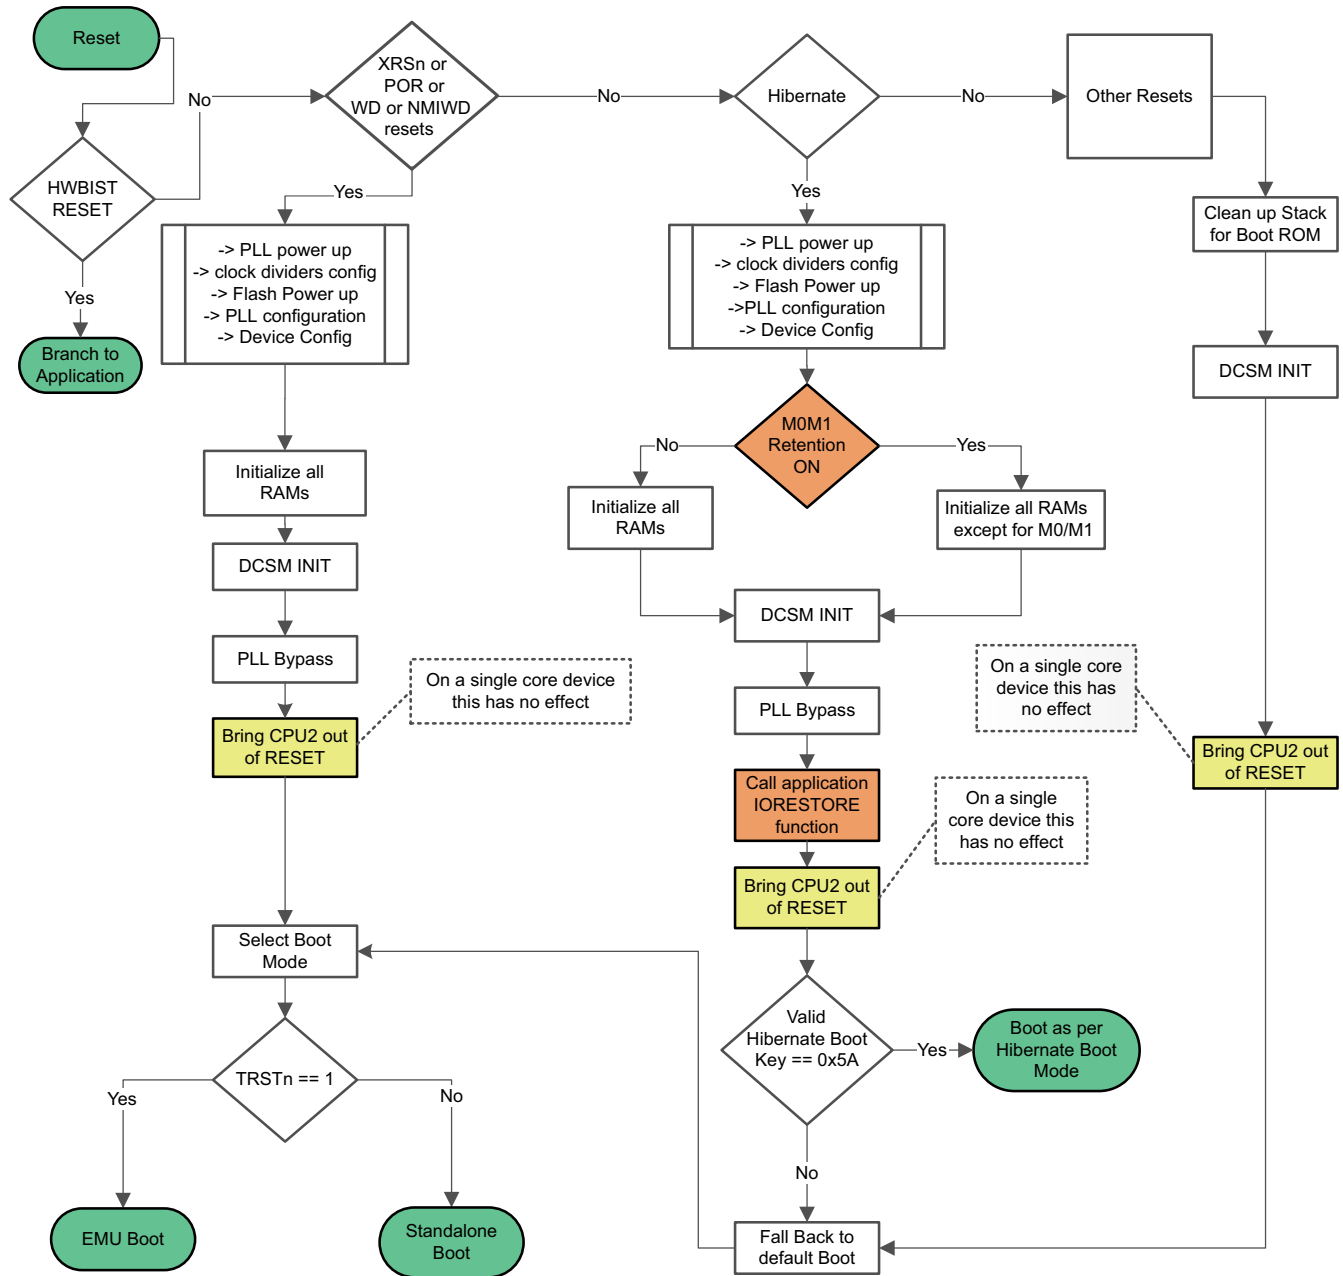 Reset
XRSn or
POR or
WD or NMIWD
resets
No
No
Hibernate
No
Other Resets
HWBIST
RESET
Yes
Yes
Yes
Branch to
Application
-> PLL power up
-> clock dividers config
-> Flash Power up
-> PLL configuration
-> Device Config
-> PLL power up
-> clock dividers config
-> Flash Power up
->PLL configuration
-> Device Config
Clean up Stack
for Boot ROM
DCSM INIT
M0M1
Retention
ON
No
Yes
Initialize all
RAMs
Initialize all
RAMs
Initialize all RAMs
except for M0/M1
DCSM INIT
DCSM INIT
PLL Bypass
On a single core device
this has no effect
PLL Bypass
On a single core
device this has
no effect
Bring CPU2 out
of RESET
Bring CPU2 out
of RESET
Call application
IORESTORE
function
On a single
core device this
has no effect
Bring CPU2 out
of RESET
Select Boot
Mode
Valid
Hibernate Boot
Key == 0x5A
Yes
Boot as per
Hibernate Boot
Mode
TRSTn == 1
Yes
No
No
EMU Boot
Standalone
Boot
Fall Back to
default Boot